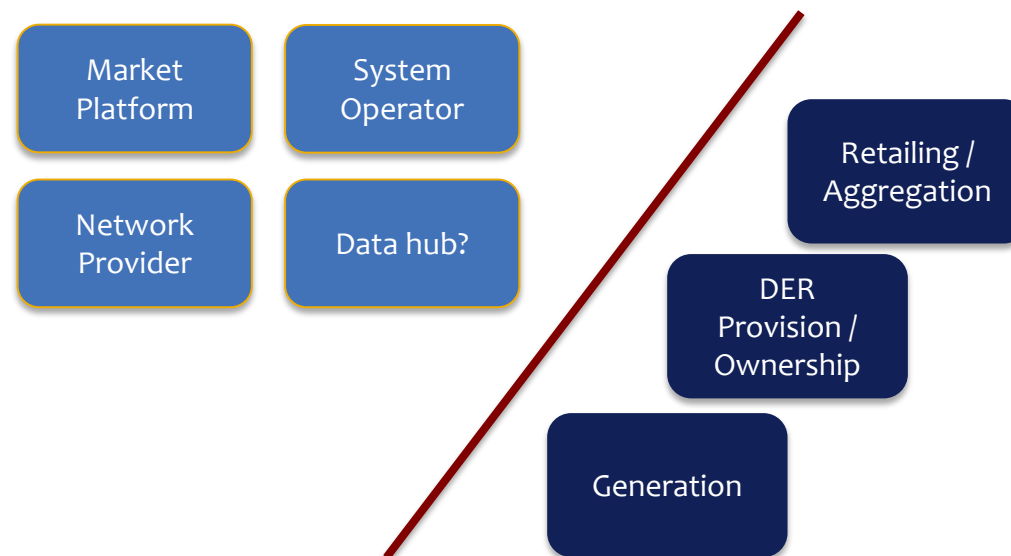 Market
Platform
System
Operator
Network
Provider
Data hub?
Retailing /
Aggregation
DER
Provision /
Ownership
Generation